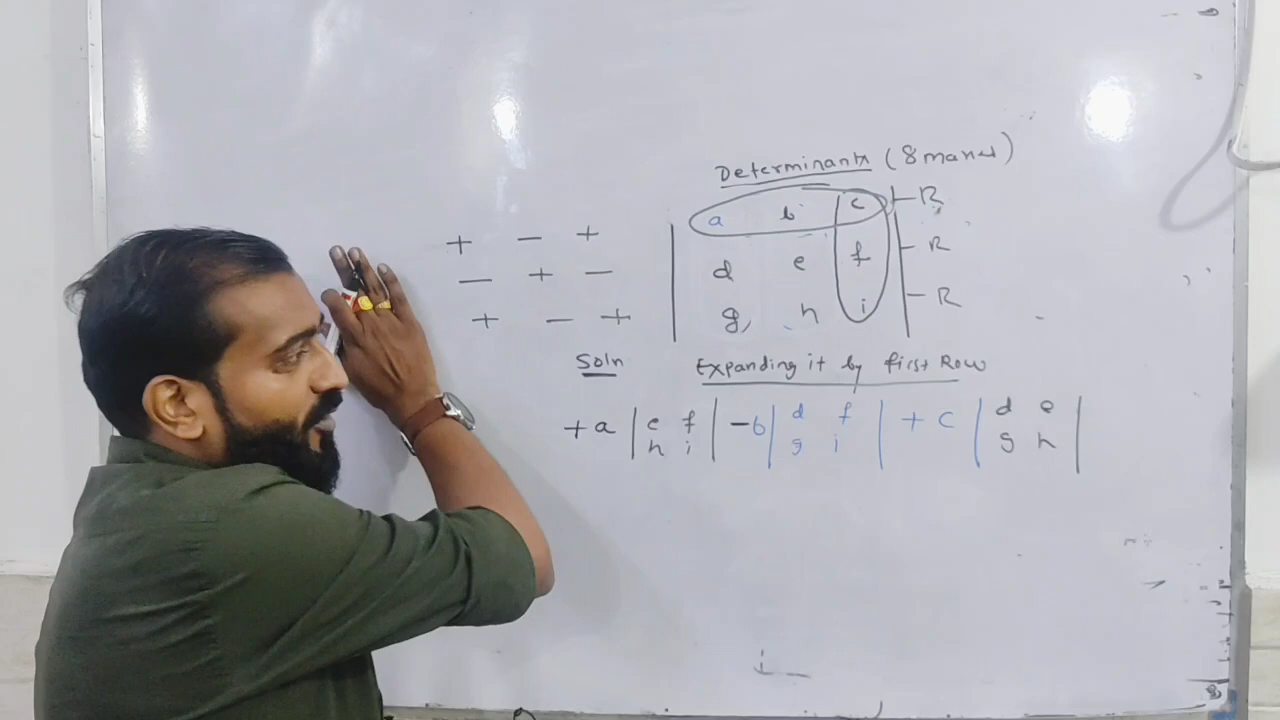 Determinants (8 marks)
+ − + a b c R
− + − d e f R
+ − + g, h i R
Soln Expanding it by first Row
+a | e f | −b | d f | + c | d e |
h i g i g h